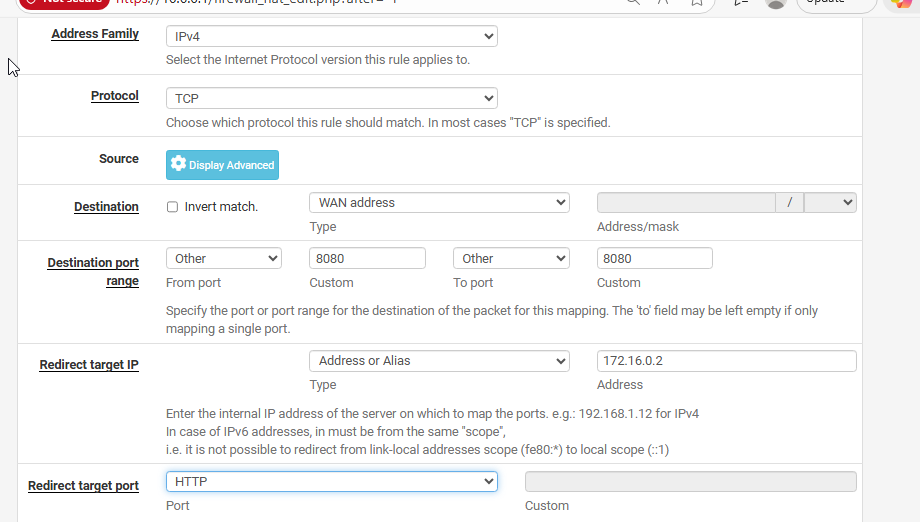 Not secure https://10.0.0.1/firewall_nat_edit.php?after=-1 Update
Address Family IPv4
Select the Internet Protocol version this rule applies to.
Protocol TCP
Choose which protocol this rule should match. In most cases "TCP" is specified.
Source Display Advanced
Destination Invert match. WAN address /
Type Address/mask
Destination port range Other 8080 Other 8080
From port Custom To port Custom
Specify the port or port range for the destination of the packet for this mapping. The 'to' field may be left empty if only
mapping a single port.
Redirect target IP Address or Alias 172.16.0.2
Type Address
Enter the internal IP address of the server on which to map the ports. e.g.: 192.168.1.12 for IPv4
In case of IPv6 addresses, in must be from the same "scope",
i.e. it is not possible to redirect from link-local addresses scope (fe80:*) to local scope (::1)
Redirect target port HTTP
Port Custom